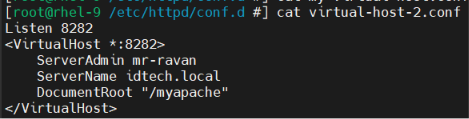 [root@rhel-9 /etc/httpd/conf.d #] cat virtual-host-2.conf
Listen 8282
<VirtualHost *:8282>
    ServerAdmin mr-ravan
    ServerName idtech.local
    DocumentRoot "/myapache"
</VirtualHost>